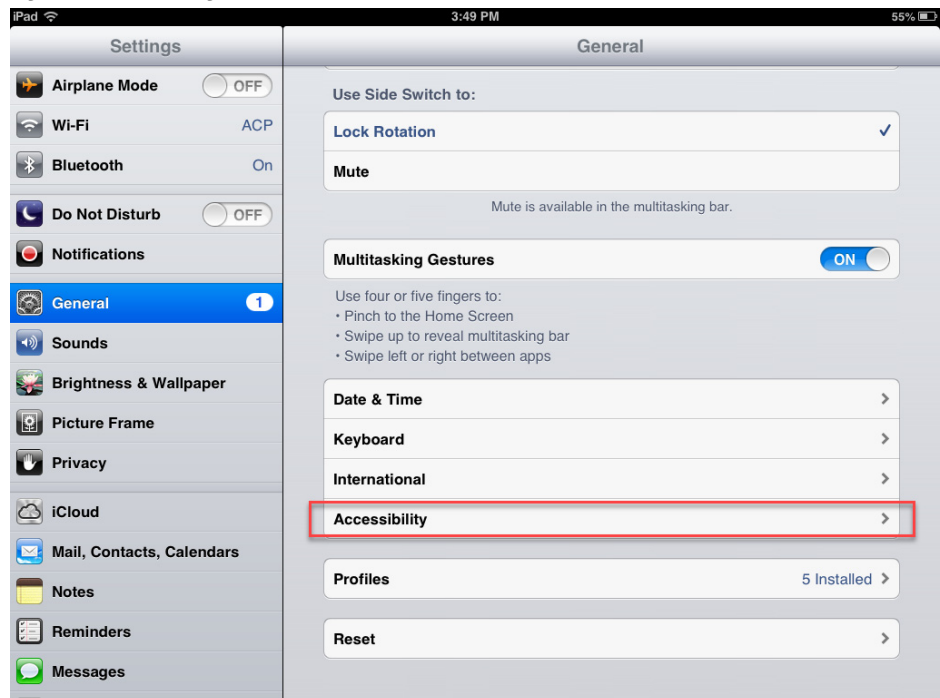 iPad 3:49 PM 55%
Settings
Airplane Mode OFF
Wi-Fi ACP
Bluetooth On
Do Not Disturb OFF
Notifications
General 1
Sounds
Brightness & Wallpaper
Picture Frame
Privacy
iCloud
Mail, Contacts, Calendars
Notes
Reminders
Messages
General
Use Side Switch to:
Lock Rotation ✓
Mute
Mute is available in the multitasking bar.
Multitasking Gestures ON
Use four or five fingers to:
• Pinch to the Home Screen
• Swipe up to reveal multitasking bar
• Swipe left or right between apps
Date & Time
Keyboard
International
Accessibility
Profiles 5 Installed
Reset